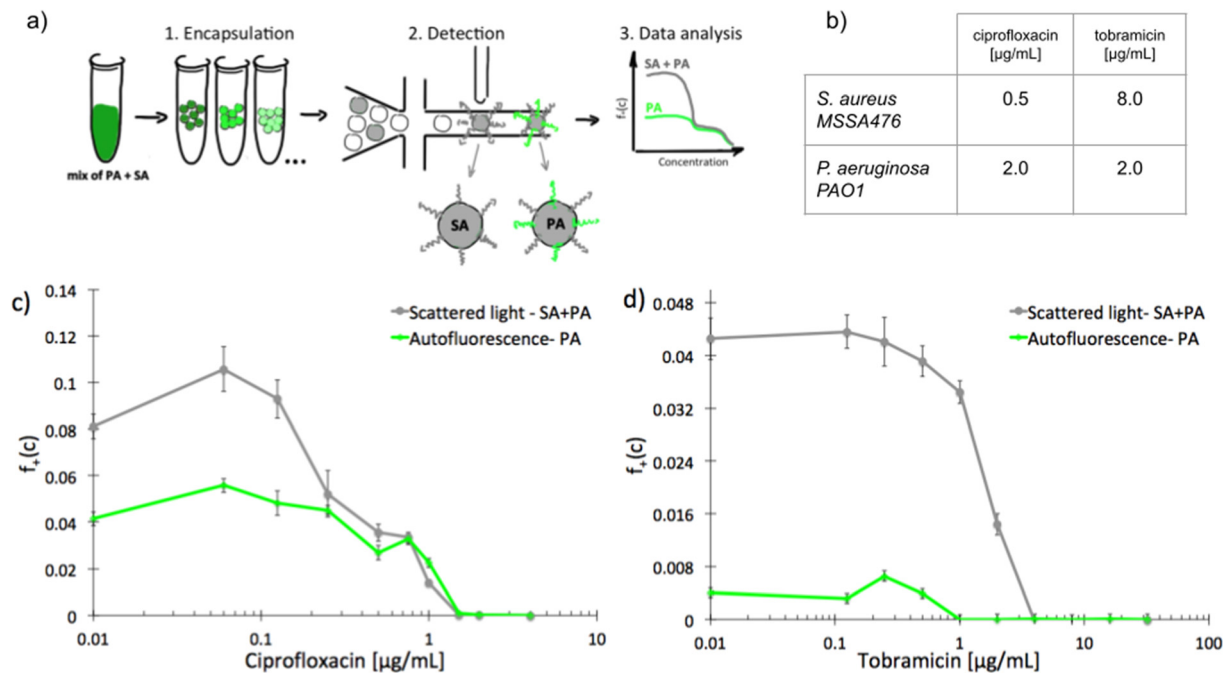 a)
1. Encapsulation
2. Detection
3. Data analysis
mix of PA + SA
...
SA
PA
SA + PA
PA
f₊(c)
Concentration
b)
ciprofloxacin [µg/mL]
tobramicin [µg/mL]
S. aureus MSSA476
0.5
8.0
P. aeruginosa PAO1
2.0
2.0
c)
0.14
0.12
0.1
0.08
0.06
0.04
0.02
0
f₊(c)
Scattered light - SA+PA
Autofluorescence- PA
0.01
0.1
1
10
Ciprofloxacin [µg/mL]
d)
0.048
0.04
0.032
0.024
0.016
0.008
0
f₊(c)
Scattered light- SA+PA
Autofluorescence- PA
0.01
0.1
1
10
100
Tobramicin [µg/mL]